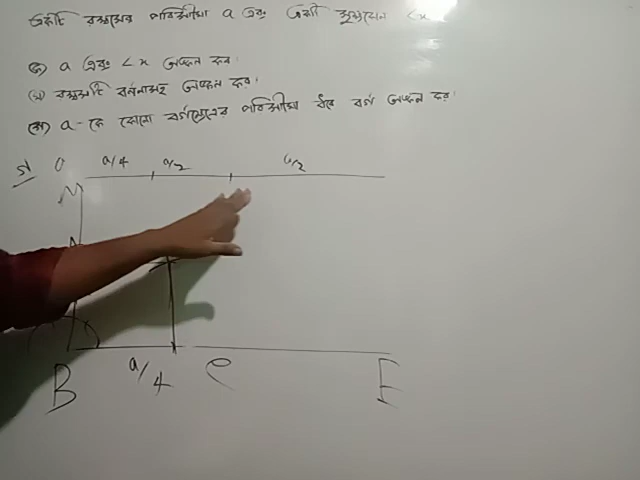 একটি রম্বসের পরিসীমা a এবং একটি সূক্ষ্মকোণ <x
(ক) a এবং <x অঙ্কন কর।
(খ) রম্বসটি বর্ণনাসহ অঙ্কন কর।
(গ) a-কে কোনো বর্গক্ষেত্রের পরিসীমা ধরে বর্গ অঙ্কন কর।
গ a/4 a/2 a/2
M
A
a/4
B C E